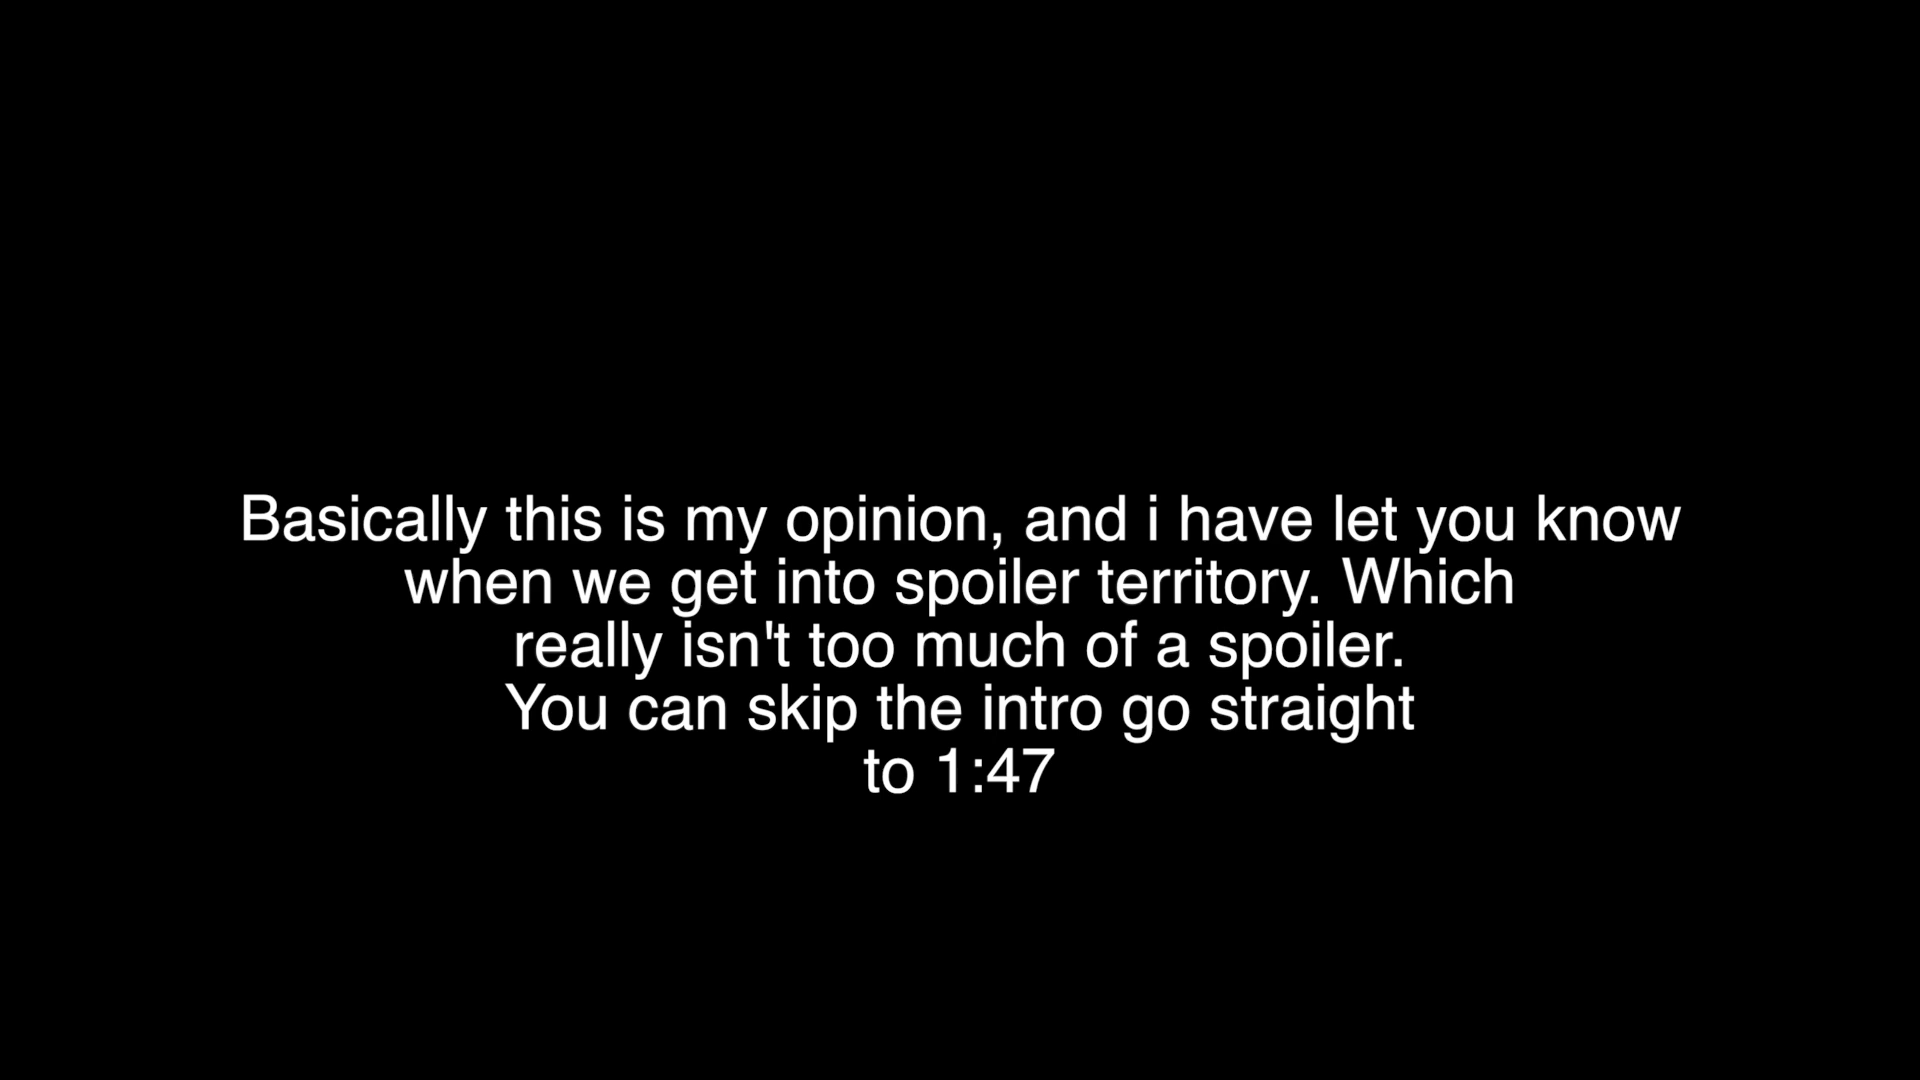 Basically this is my opinion, and i have let you know
when we get into spoiler territory. Which
really isn't too much of a spoiler.
You can skip the intro go straight
to 1:47